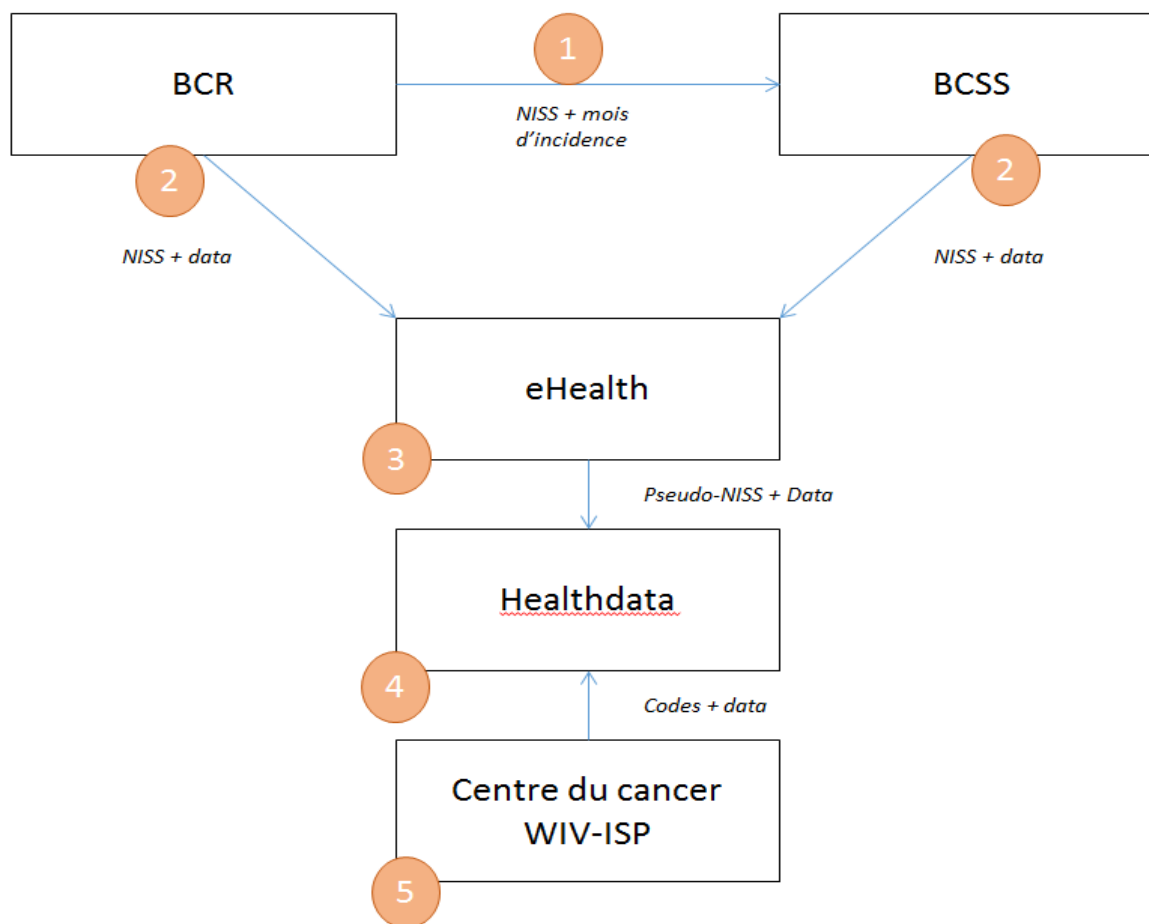 1
BCR
BCSS
NISS + mois
d'incidence
2
2
NISS + data
NISS + data
eHealth
3
Pseudo-NISS + Data
Healthdata
4
Codes + data
Centre du cancer
WIV-ISP
5